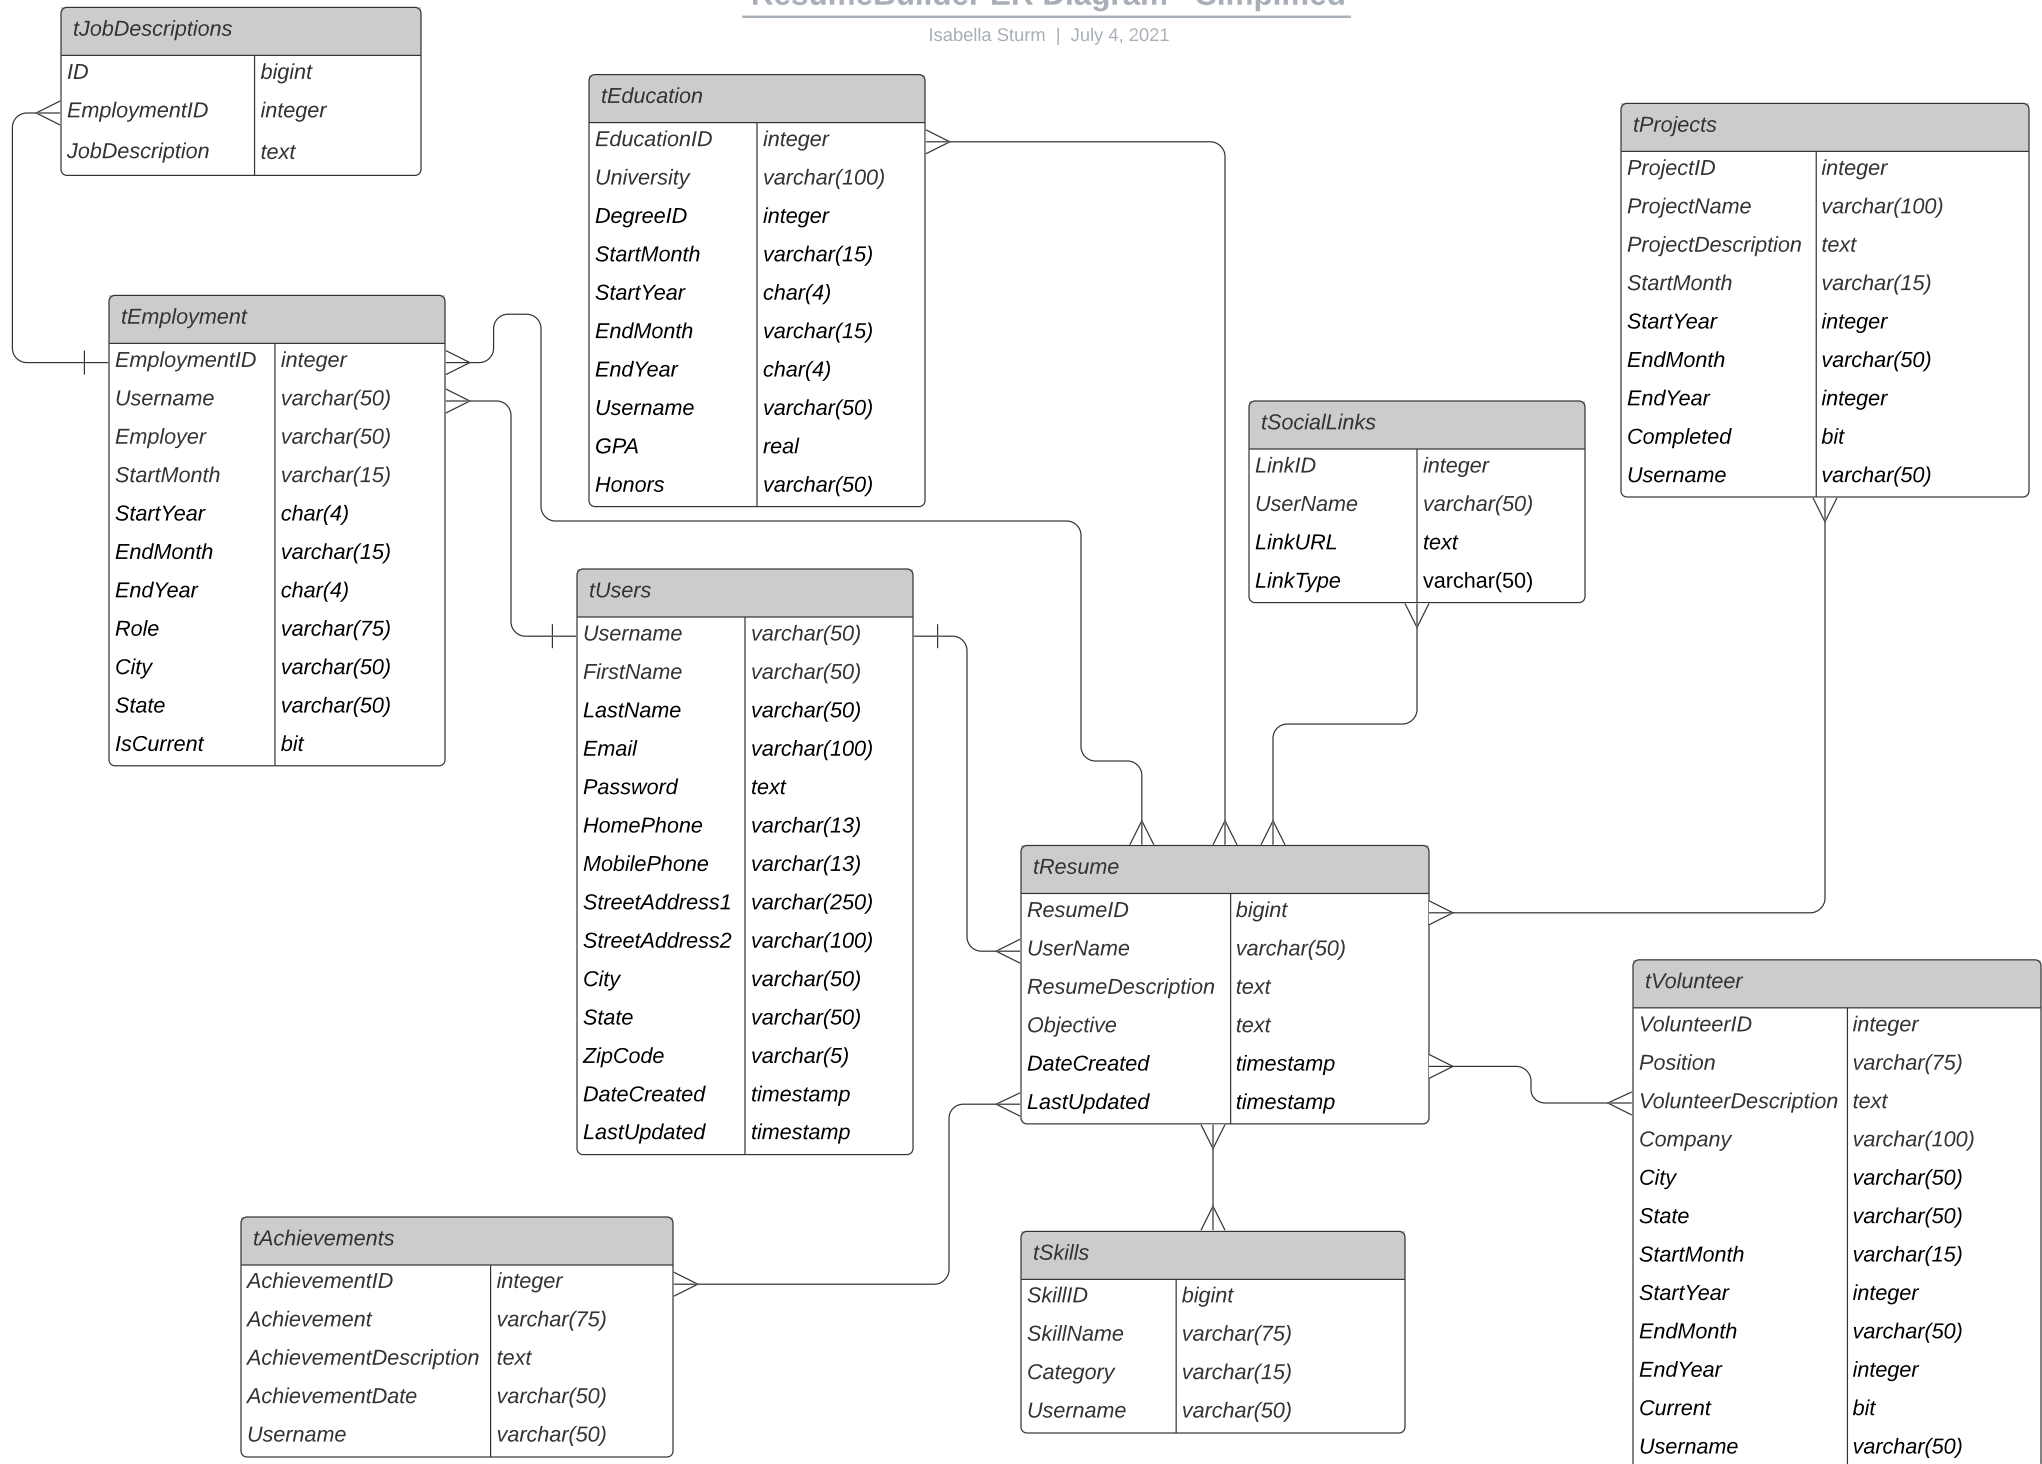 ResumeBuilder ER Diagram - Simplified
Isabella Sturm | July 4, 2021
tJobDescriptions
ID bigint
EmploymentID integer
JobDescription text
tEducation
EducationID integer
University varchar(100)
DegreeID integer
StartMonth varchar(15)
StartYear char(4)
EndMonth varchar(15)
EndYear char(4)
Username varchar(50)
GPA real
Honors varchar(50)
tProjects
ProjectID integer
ProjectName varchar(100)
ProjectDescription text
StartMonth varchar(15)
StartYear integer
EndMonth varchar(50)
EndYear integer
Completed bit
Username varchar(50)
tEmployment
EmploymentID integer
Username varchar(50)
Employer varchar(50)
StartMonth varchar(15)
StartYear char(4)
EndMonth varchar(15)
EndYear char(4)
Role varchar(75)
City varchar(50)
State varchar(50)
IsCurrent bit
tSocialLinks
LinkID integer
UserName varchar(50)
LinkURL text
LinkType varchar(50)
tUsers
Username varchar(50)
FirstName varchar(50)
LastName varchar(50)
Email varchar(100)
Password text
HomePhone varchar(13)
MobilePhone varchar(13)
StreetAddress1 varchar(250)
StreetAddress2 varchar(100)
City varchar(50)
State varchar(50)
ZipCode varchar(5)
DateCreated timestamp
LastUpdated timestamp
tResume
ResumeID bigint
UserName varchar(50)
ResumeDescription text
Objective text
DateCreated timestamp
LastUpdated timestamp
tVolunteer
VolunteerID integer
Position varchar(75)
VolunteerDescription text
Company varchar(100)
City varchar(50)
State varchar(50)
StartMonth varchar(15)
StartYear integer
EndMonth varchar(50)
EndYear integer
Current bit
Username varchar(50)
tAchievements
AchievementID integer
Achievement varchar(75)
AchievementDescription text
AchievementDate varchar(50)
Username varchar(50)
tSkills
SkillID bigint
SkillName varchar(75)
Category varchar(15)
Username varchar(50)